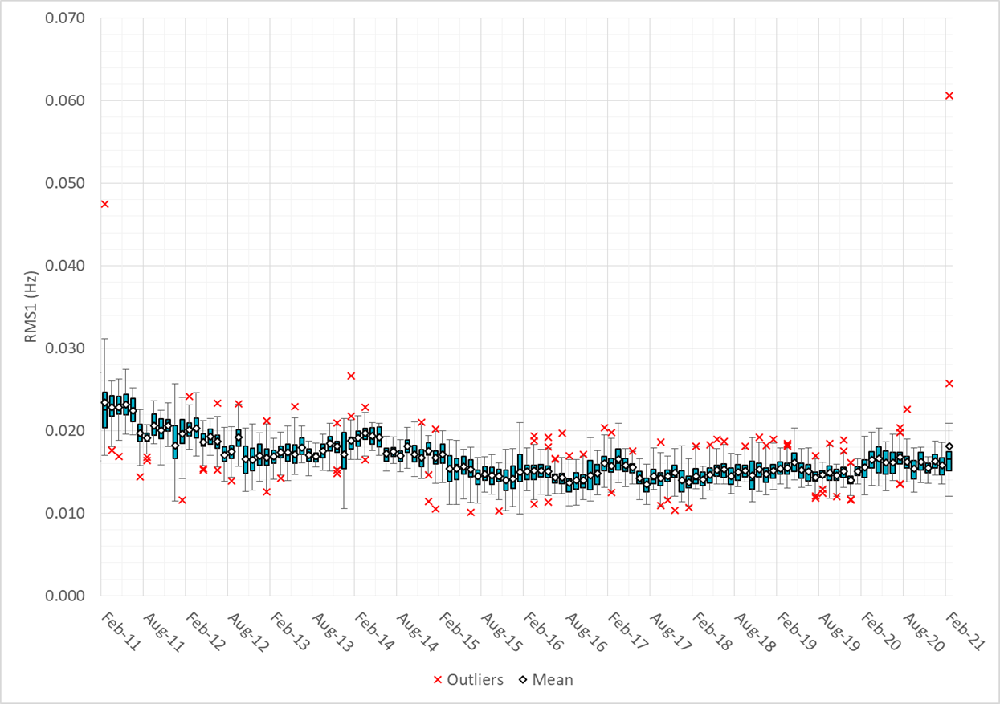 0.070
0.060
0.050
0.040
0.030
0.020
0.010
0.000
RMS1 (Hz)
Feb-11
Aug-11
Feb-12
Aug-12
Feb-13
Aug-13
Feb-14
Aug-14
Feb-15
Aug-15
Feb-16
Aug-16
Feb-17
Aug-17
Feb-18
Aug-18
Feb-19
Aug-19
Feb-20
Aug-20
Feb-21
Outliers Mean